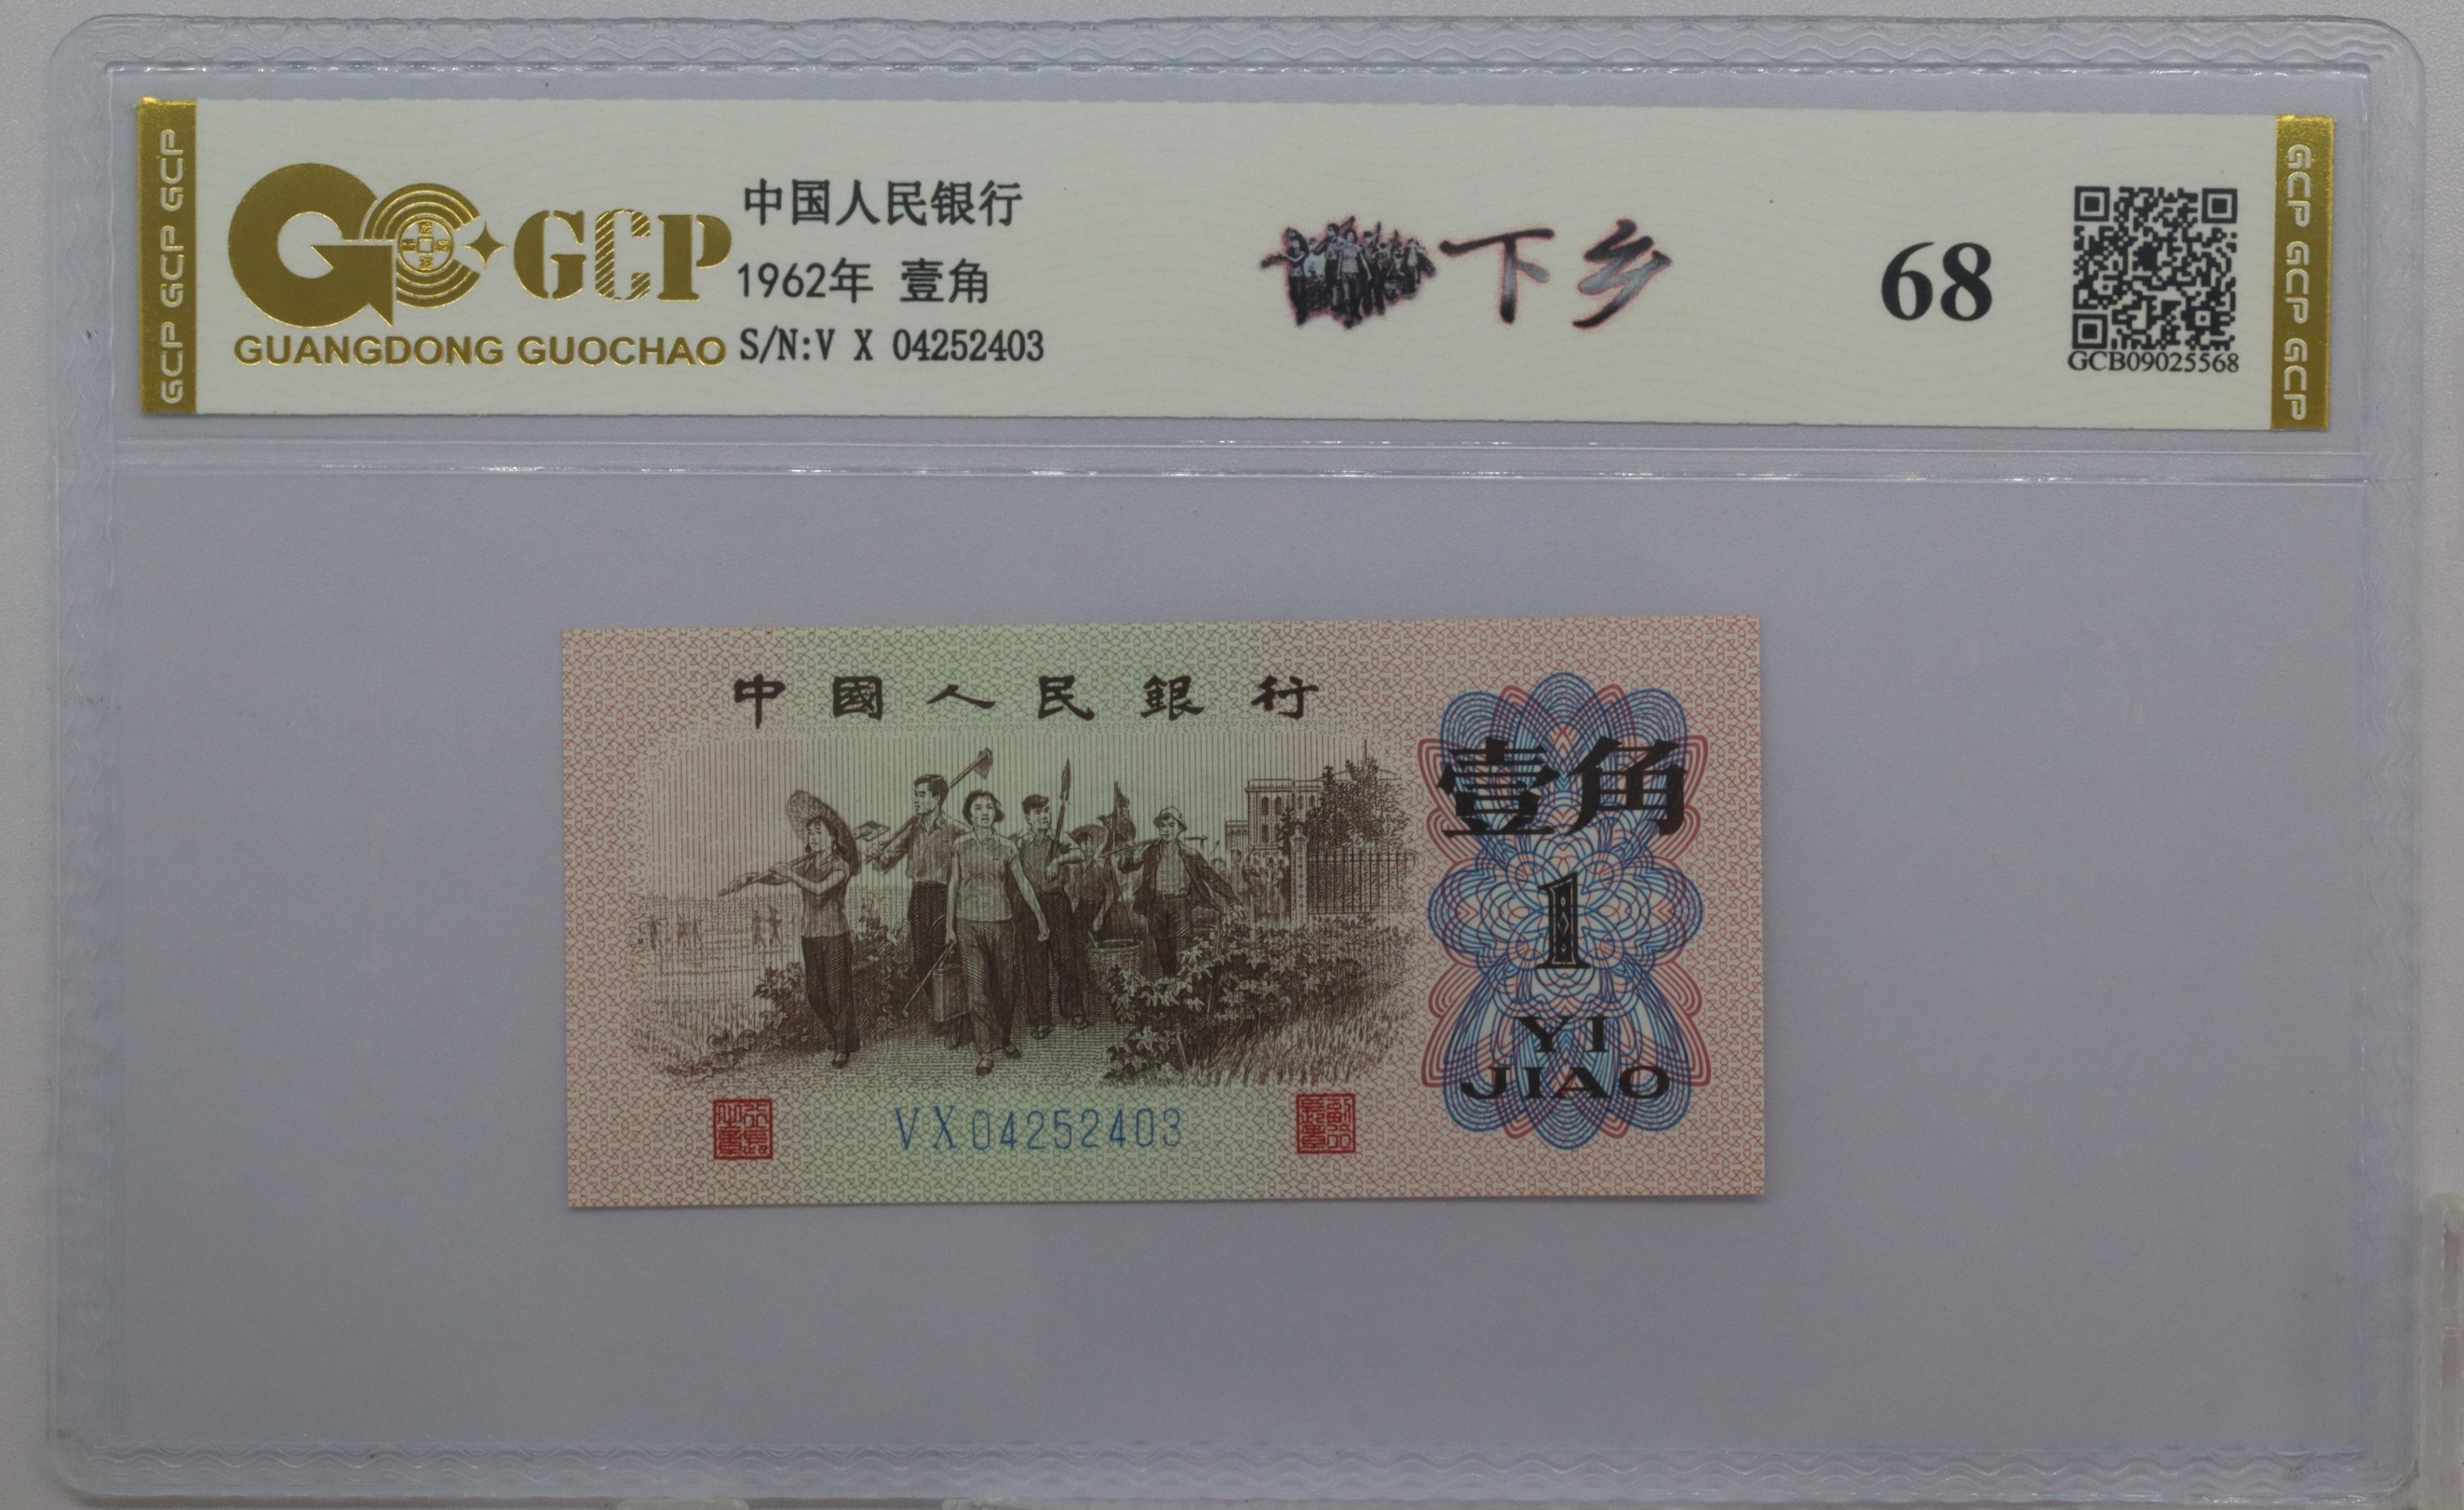 GCP GCP GCP
GCP
GUANGDONG GUOCHAO
中国人民银行
1962年 壹角
S/N:V X 04252403
下乡
68
GCB09025568
GCP GCP GCP
中國人民銀行
壹角
1
YI
JIAO
VX04252403